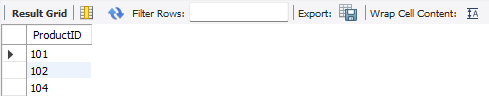 Result Grid Filter Rows: Export: Wrap Cell Content:
ProductID
101
102
104